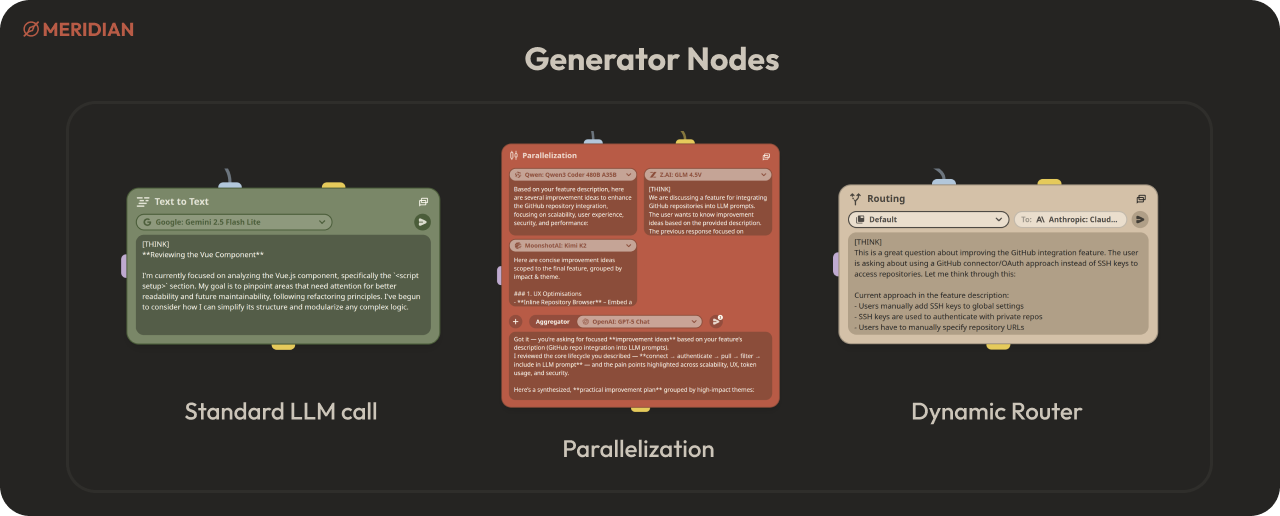 MERIDIAN
Generator Nodes
Text to Text
Google: Gemini 2.5 Flash Lite
[THINK]
**Reviewing the Vue Component**
I'm currently focused on analyzing the Vue.js component, specifically the `<script
setup>` section. My goal is to pinpoint areas that need attention for better
readability and future maintainability, following refactoring principles. I've begun
to consider how I can simplify its structure and modularize any complex logic.
Standard LLM call
Parallelization
Qwen: Qwen3 Coder 480B A35B
Based on your feature description, here
are several improvement ideas to enhance
the GitHub repository integration,
focusing on scalability, user experience,
security, and performance:
Z.AI: GLM 4.5V
[THINK]
We are discussing a feature for integrating
GitHub repositories into LLM prompts.
The user wants to know improvement
ideas based on the provided description.
The previous response focused on
MoonshotAI: Kimi K2
Here are concise improvement ideas
scoped to the final feature, grouped by
impact & theme.
### 1. UX Optimisations
- **Inline Repository Browser** – Embed a
+
Aggregator
OpenAI: GPT-5 Chat
Got it — you're asking for focused **improvement ideas** based on your feature's
description (GitHub repo integration into LLM prompts).
I reviewed the core lifecycle you described — **connect → authenticate → pull → filter →
include in LLM prompt** — and the pain points highlighted across scalability, UX, token
usage, and security.
Here's a synthesized, **practical improvement plan** grouped by high-impact themes:
Parallelization
Routing
Default
To: A\ Anthropic: Claud...
[THINK]
This is a great question about improving the GitHub integration feature. The user
is asking about using a GitHub connector/OAuth approach instead of SSH keys to
access repositories. Let me think through this:
Current approach in the feature description:
- Users manually add SSH keys to global settings
- SSH keys are used to authenticate with private repos
- Users have to manually specify repository URLs
Dynamic Router